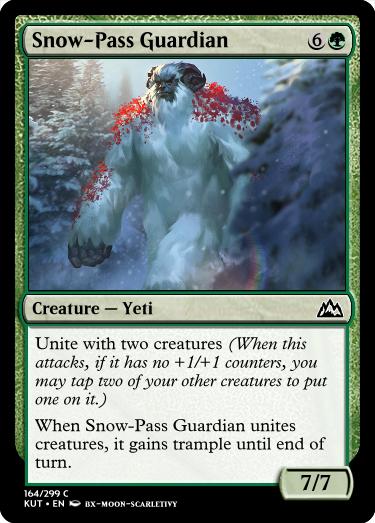 Snow-Pass Guardian 6
Creature — Yeti
Unite with two creatures (When this
attacks, if it has no +1/+1 counters, you
may tap two of your other creatures to put
one on it.)
When Snow-Pass Guardian unites
creatures, it gains trample until end of
turn.
7/7
164/299 C
KUT • EN BX-MOON-SCARLETIVY